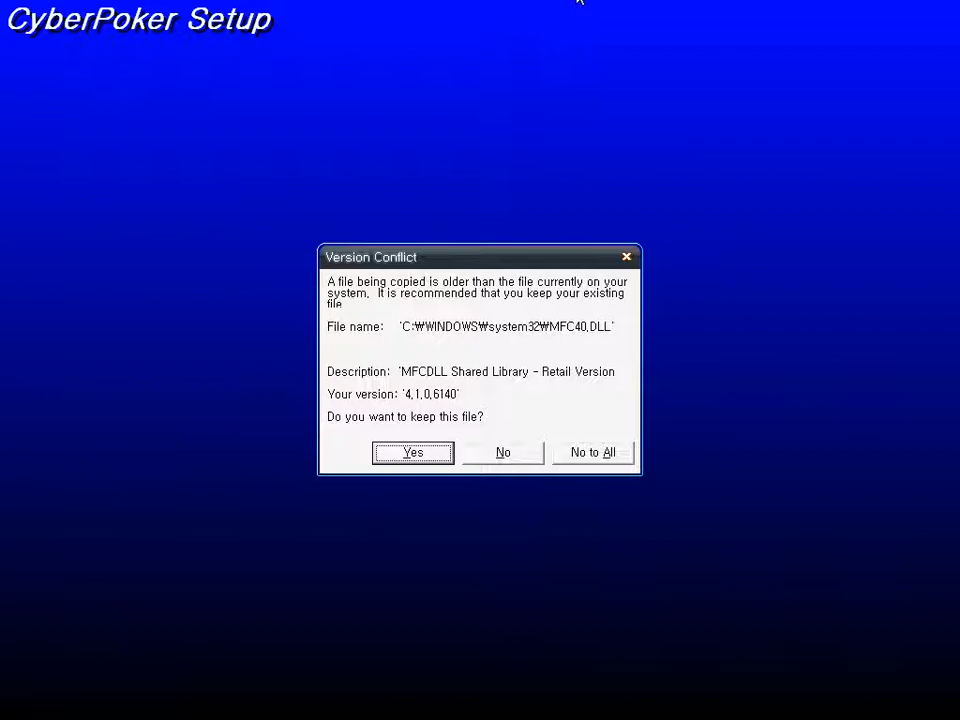 CyberPoker Setup
Version Conflict
A file being copied is older than the file currently on your
system. It is recommended that you keep your existing
file.
File name: 'C:₩WINDOWS₩system32₩MFC40.DLL'
Description: 'MFCDLL Shared Library - Retail Version
Your version: '4.1.0.6140'
Do you want to keep this file?
Yes No No to All